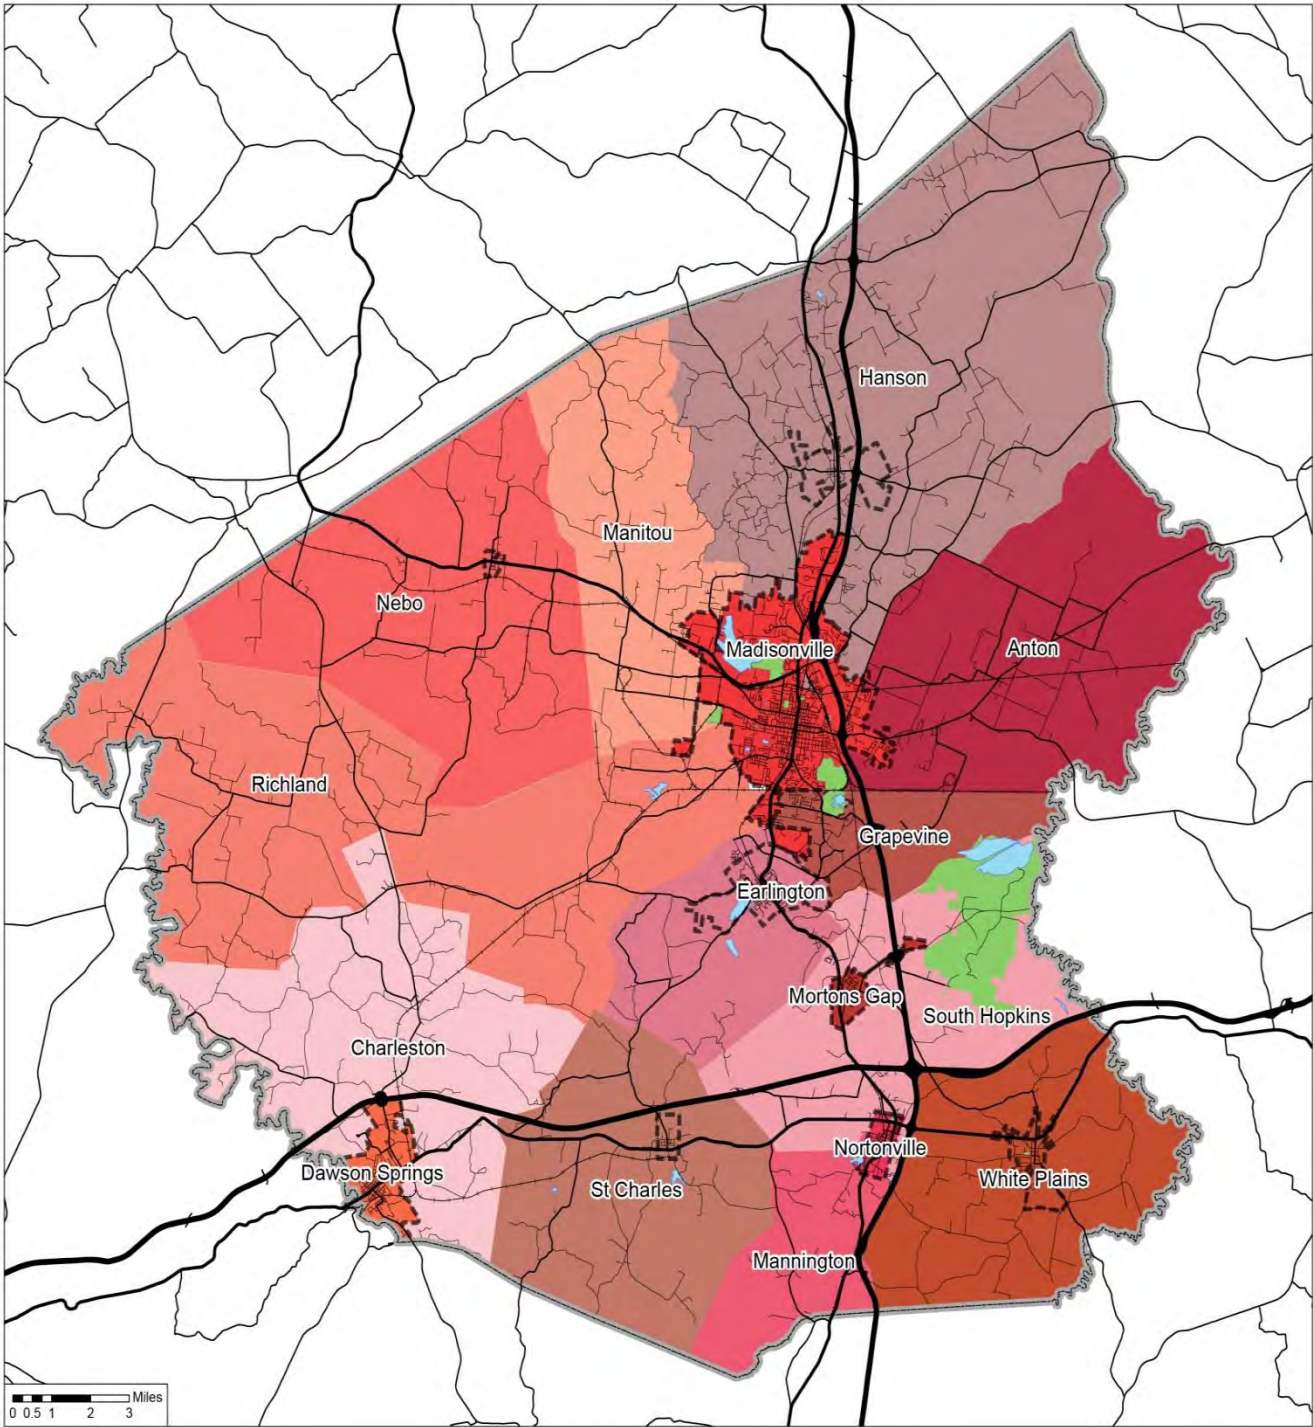 Hanson
Manitou
Nebo
Madisonville
Anton
Richland
Grapevine
Earlington
Mortons Gap
South Hopkins
Charleston
Nortonville
Dawson Springs
White Plains
St Charles
Mannington
Miles
0 0.5 1 2 3